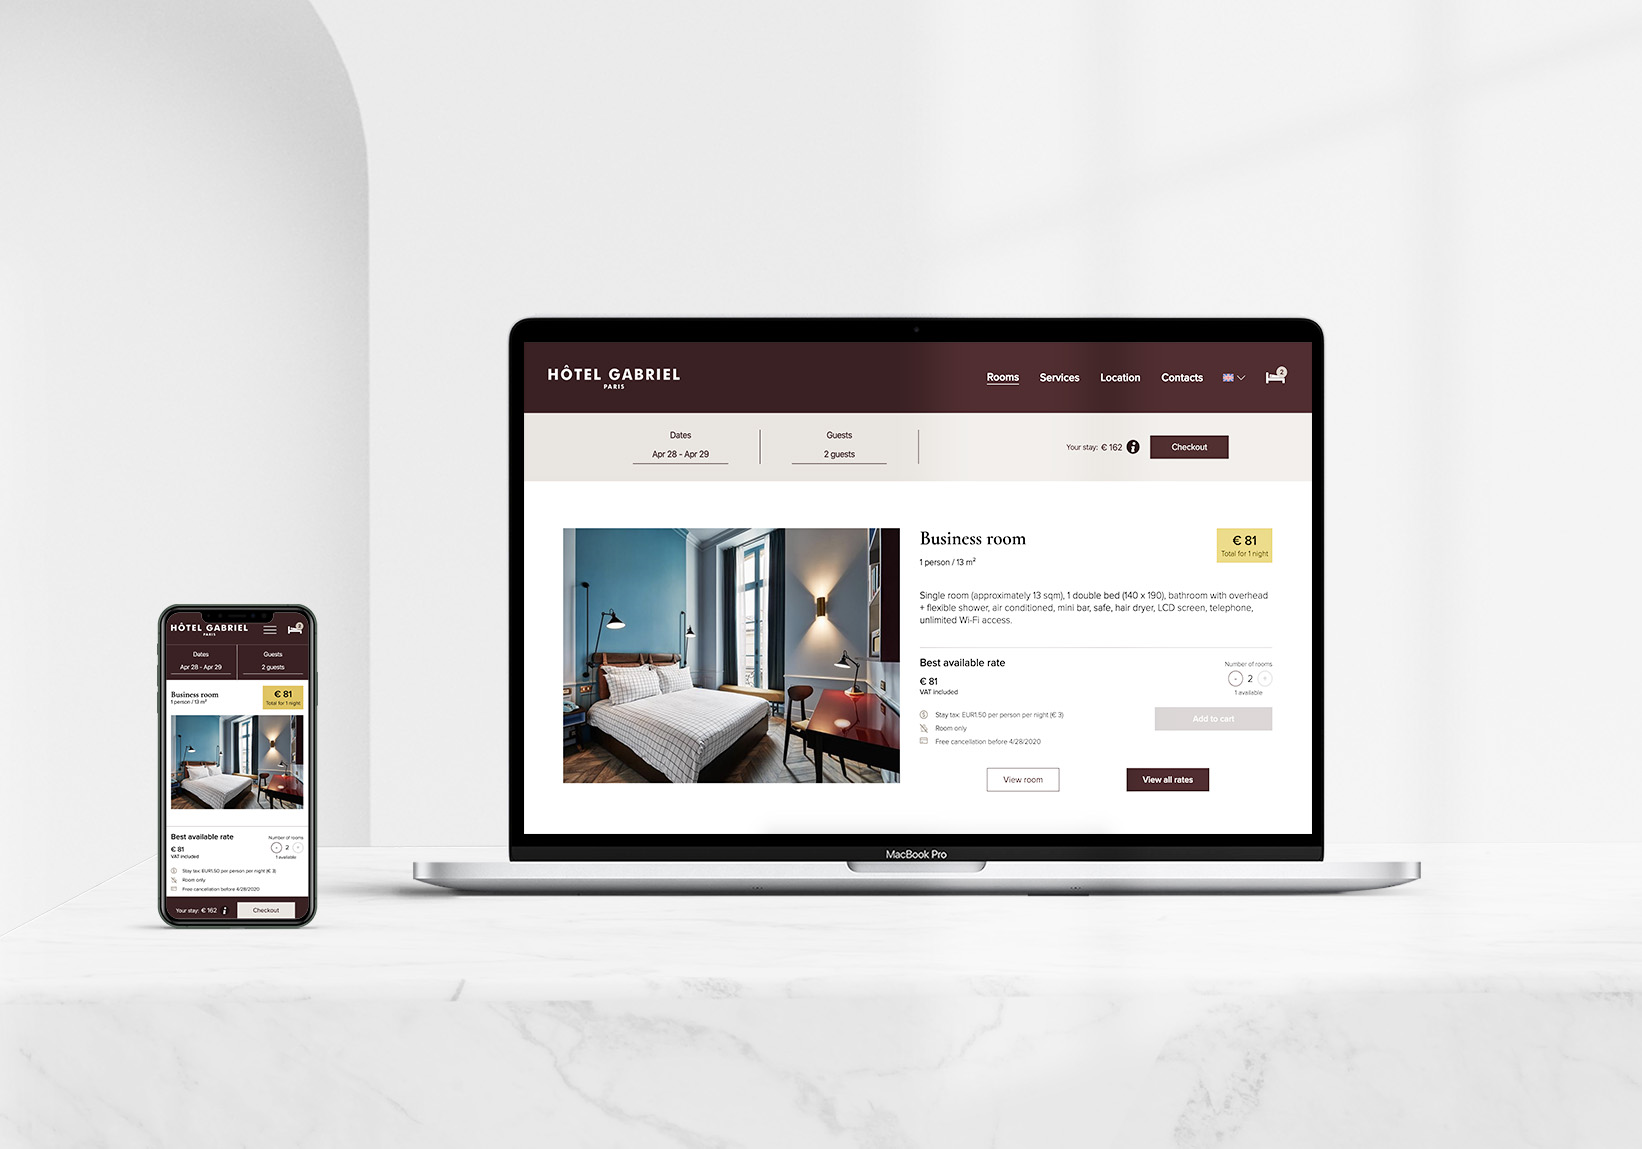 HÔTEL GABRIEL
PARIS
Rooms
Services
Location
Contacts
2
Dates
Apr 28 - Apr 29
Guests
2 guests
Your stay: € 162
i
Checkout
Business room
1 person / 13 m²
€ 81
Total for 1 night
Single room (approximately 13 sqm), 1 double bed (140 x 190), bathroom with overhead
+ flexible shower, air conditioned, mini bar, safe, hair dryer, LCD screen, telephone,
unlimited Wi-Fi access.
Best available rate
€ 81
VAT included
Number of rooms
- 2 +
1 available
Stay tax: EUR1.50 per person per night (€ 3)
Room only
Free cancellation before 4/28/2020
Add to cart
View room
View all rates
MacBook Pro
HÔTEL GABRIEL
PARIS
2
Dates
Apr 28 - Apr 29
Guests
2 guests
Business room
1 person / 13 m²
€ 81
Total for 1 night
Best available rate
€ 81
VAT included
Number of rooms
- 2 +
1 available
Stay tax: EUR1.50 per person per night (€ 3)
Room only
Free cancellation before 4/28/2020
Your stay: € 162
i
Checkout